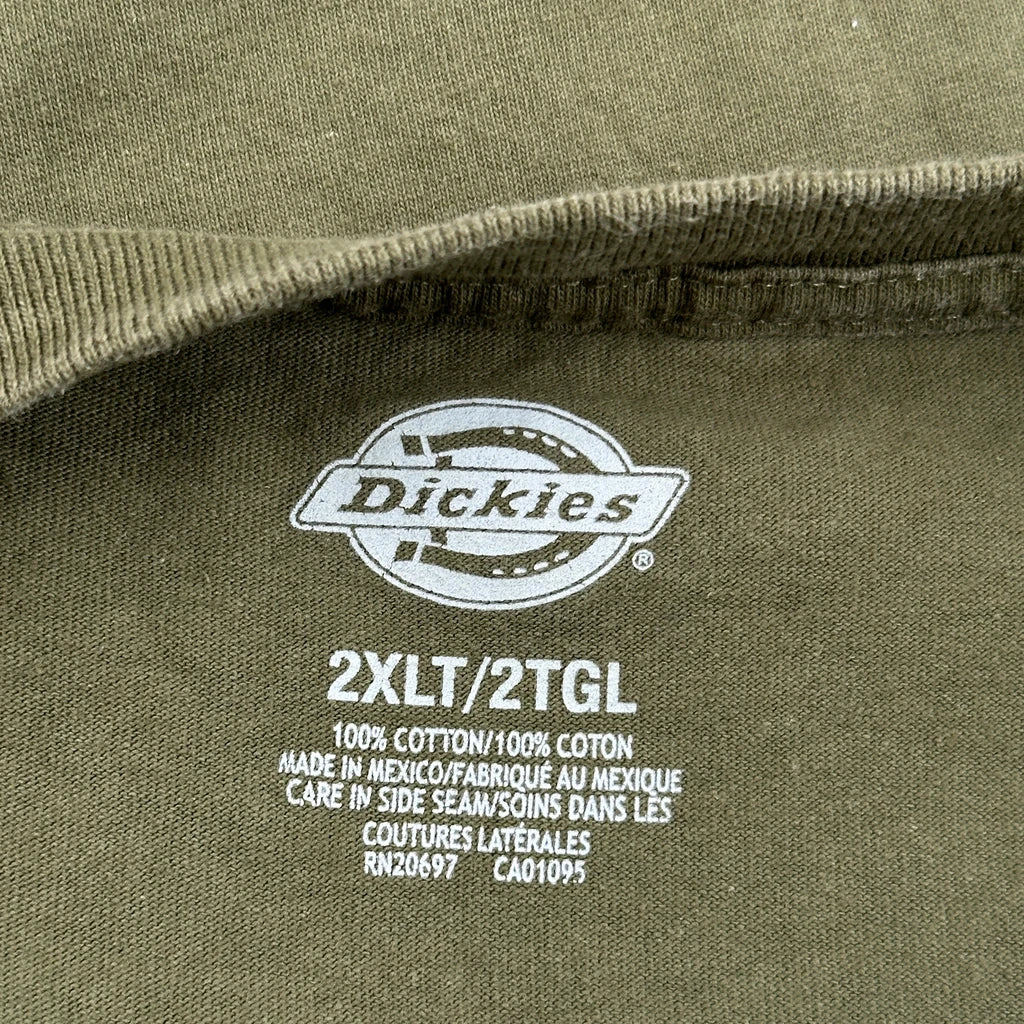 Dickies
®
2XLT/2TGL
100% COTTON/100% COTON
MADE IN MEXICO/FABRIQUÉ AU MEXIQUE
CARE IN SIDE SEAM/SOINS DANS LES
COUTURES LATÉRALES
RN20697 CA01095